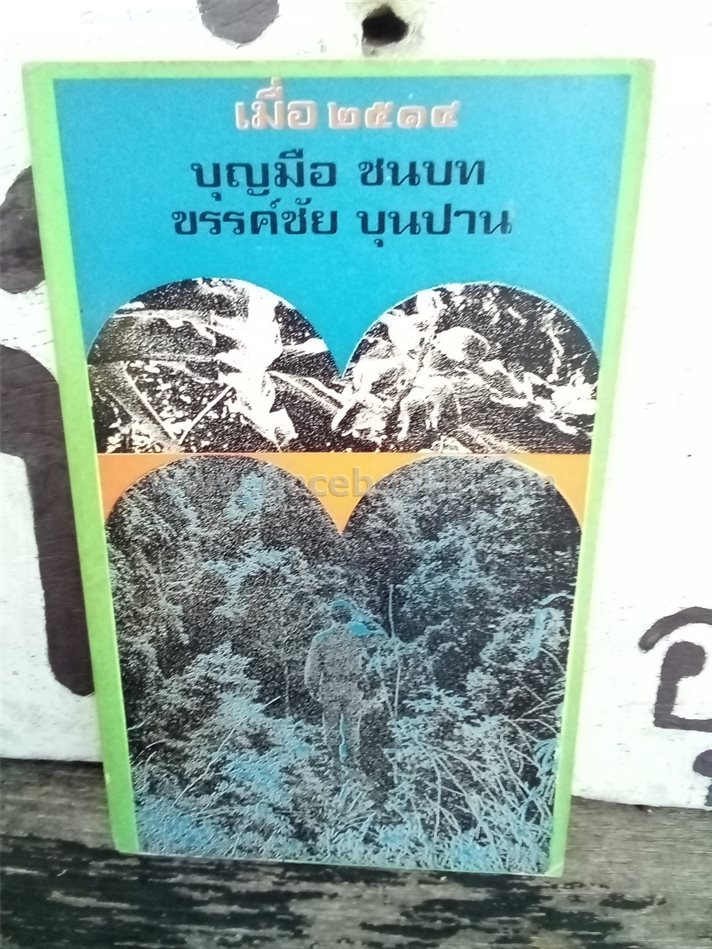 เมื่อ ๒๕๑๔
บุญมือ ชนบท
ขรรค์ชัย บุนปาน